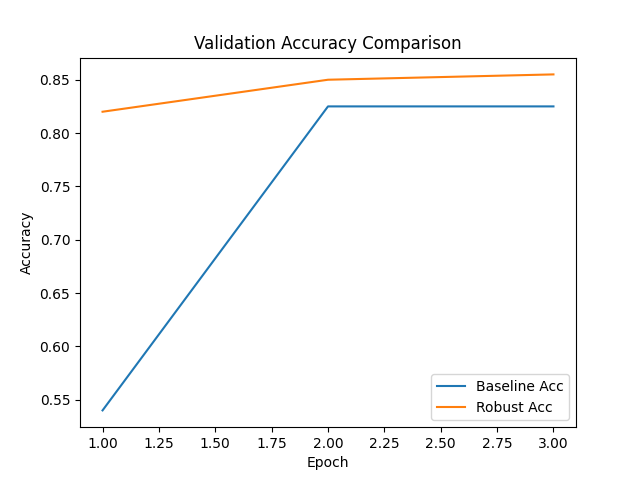 Validation Accuracy Comparison
0.85
0.80
0.75
0.70
0.65
0.60
0.55
Accuracy
Baseline Acc
Robust Acc
1.00 1.25 1.50 1.75 2.00 2.25 2.50 2.75 3.00
Epoch